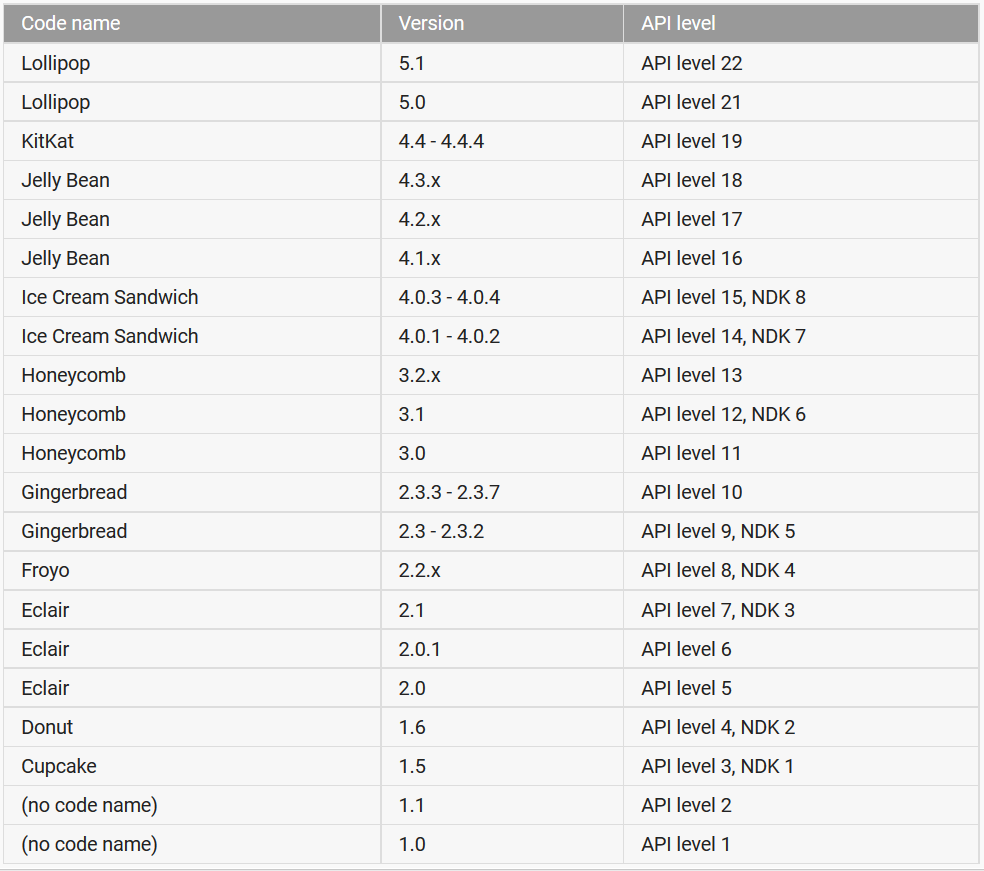 Code name Version API level
Lollipop 5.1 API level 22
Lollipop 5.0 API level 21
KitKat 4.4 - 4.4.4 API level 19
Jelly Bean 4.3.x API level 18
Jelly Bean 4.2.x API level 17
Jelly Bean 4.1.x API level 16
Ice Cream Sandwich 4.0.3 - 4.0.4 API level 15, NDK 8
Ice Cream Sandwich 4.0.1 - 4.0.2 API level 14, NDK 7
Honeycomb 3.2.x API level 13
Honeycomb 3.1 API level 12, NDK 6
Honeycomb 3.0 API level 11
Gingerbread 2.3.3 - 2.3.7 API level 10
Gingerbread 2.3 - 2.3.2 API level 9, NDK 5
Froyo 2.2.x API level 8, NDK 4
Eclair 2.1 API level 7, NDK 3
Eclair 2.0.1 API level 6
Eclair 2.0 API level 5
Donut 1.6 API level 4, NDK 2
Cupcake 1.5 API level 3, NDK 1
(no code name) 1.1 API level 2
(no code name) 1.0 API level 1